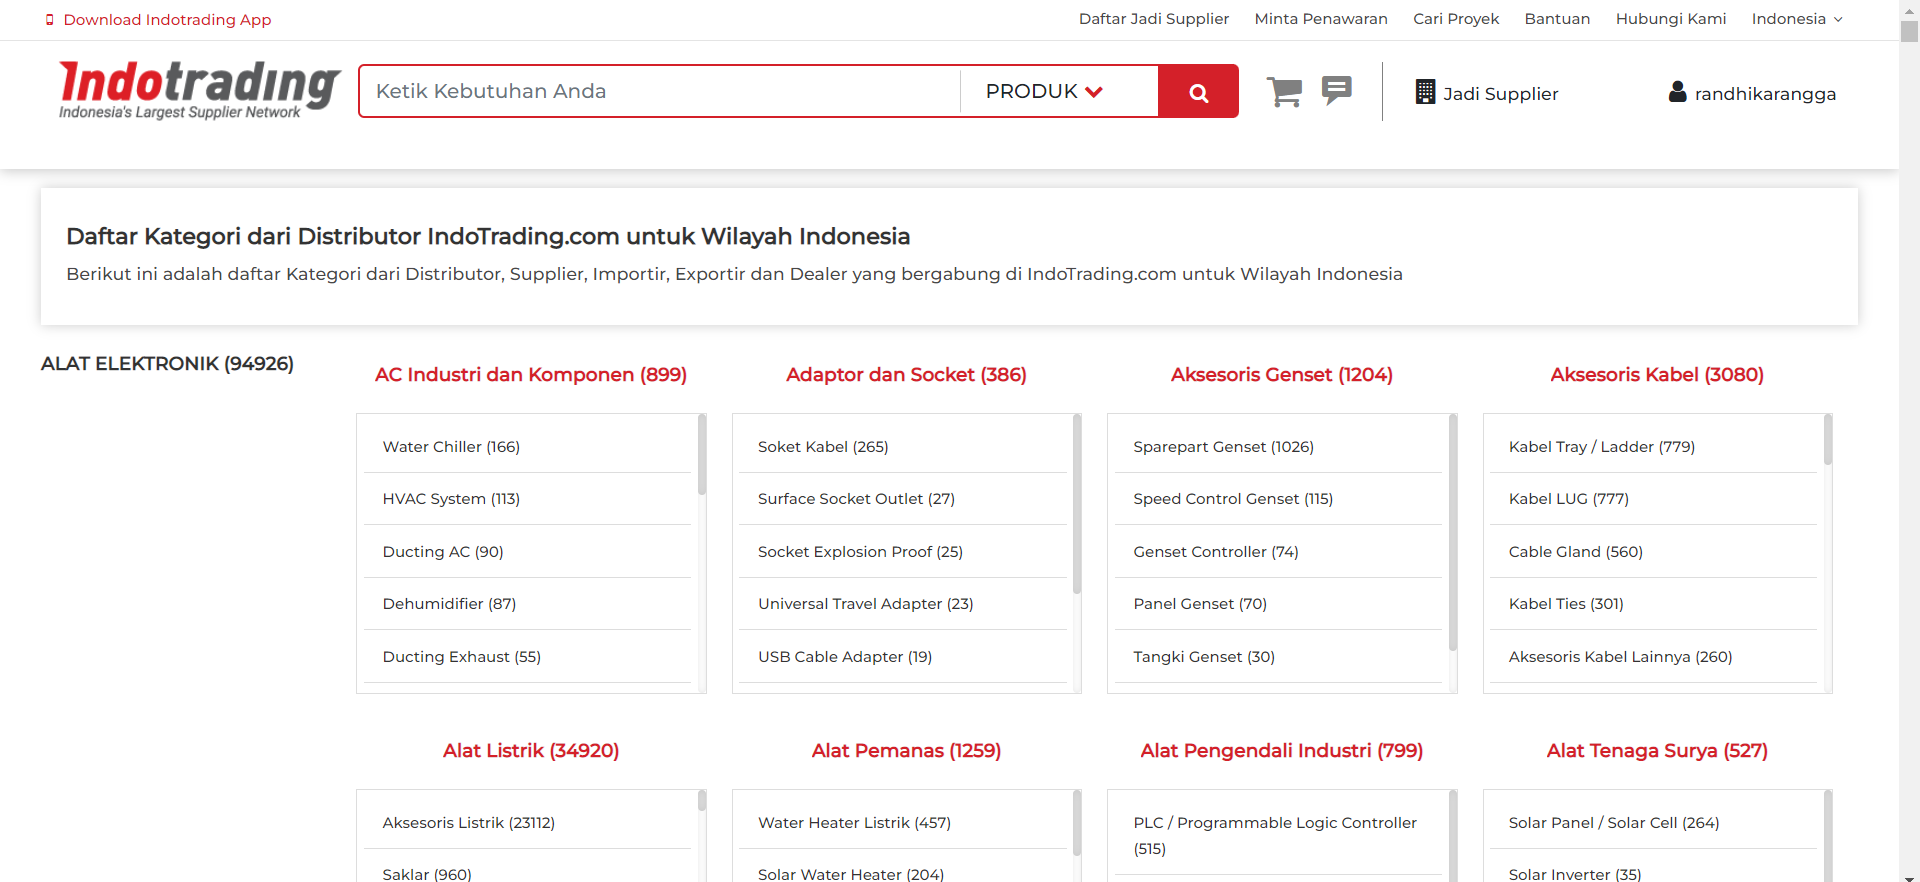 Download Indotrading App
Daftar Jadi Supplier
Minta Penawaran
Cari Proyek
Bantuan
Hubungi Kami
Indonesia
Indotrading
Indonesia's Largest Supplier Network
Ketik Kebutuhan Anda
PRODUK
Jadi Supplier
randhikarangga
Daftar Kategori dari Distributor IndoTrading.com untuk Wilayah Indonesia
Berikut ini adalah daftar Kategori dari Distributor, Supplier, Importir, Exportir dan Dealer yang bergabung di IndoTrading.com untuk Wilayah Indonesia
ALAT ELEKTRONIK (94926)
AC Industri dan Komponen (899)
Water Chiller (166)
HVAC System (113)
Ducting AC (90)
Dehumidifier (87)
Ducting Exhaust (55)
Adaptor dan Socket (386)
Soket Kabel (265)
Surface Socket Outlet (27)
Socket Explosion Proof (25)
Universal Travel Adapter (23)
USB Cable Adapter (19)
Aksesoris Genset (1204)
Sparepart Genset (1026)
Speed Control Genset (115)
Genset Controller (74)
Panel Genset (70)
Tangki Genset (30)
Aksesoris Kabel (3080)
Kabel Tray / Ladder (779)
Kabel LUG (777)
Cable Gland (560)
Kabel Ties (301)
Aksesoris Kabel Lainnya (260)
Alat Listrik (34920)
Aksesoris Listrik (23112)
Saklar (960)
Alat Pemanas (1259)
Water Heater Listrik (457)
Solar Water Heater (204)
Alat Pengendali Industri (799)
PLC / Programmable Logic Controller
(515)
Alat Tenaga Surya (527)
Solar Panel / Solar Cell (264)
Solar Inverter (35)